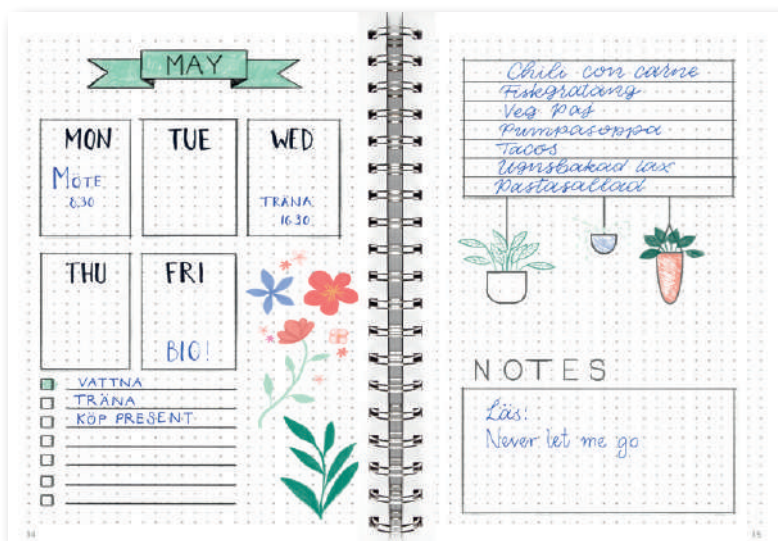 MAY
MON
TUE
WED
MÖTE
8.30
TRÄNA
16.30
THU
FRI
BIO!
VATTNA
TRÄNA
KÖP PRESENT
34
Chili con carne
Fiskgratäng
Veg Paj
Pumpasoppa
Tacos
Ugnsbakad lax
Pastasallad
NOTES
Läs!
Never let me go